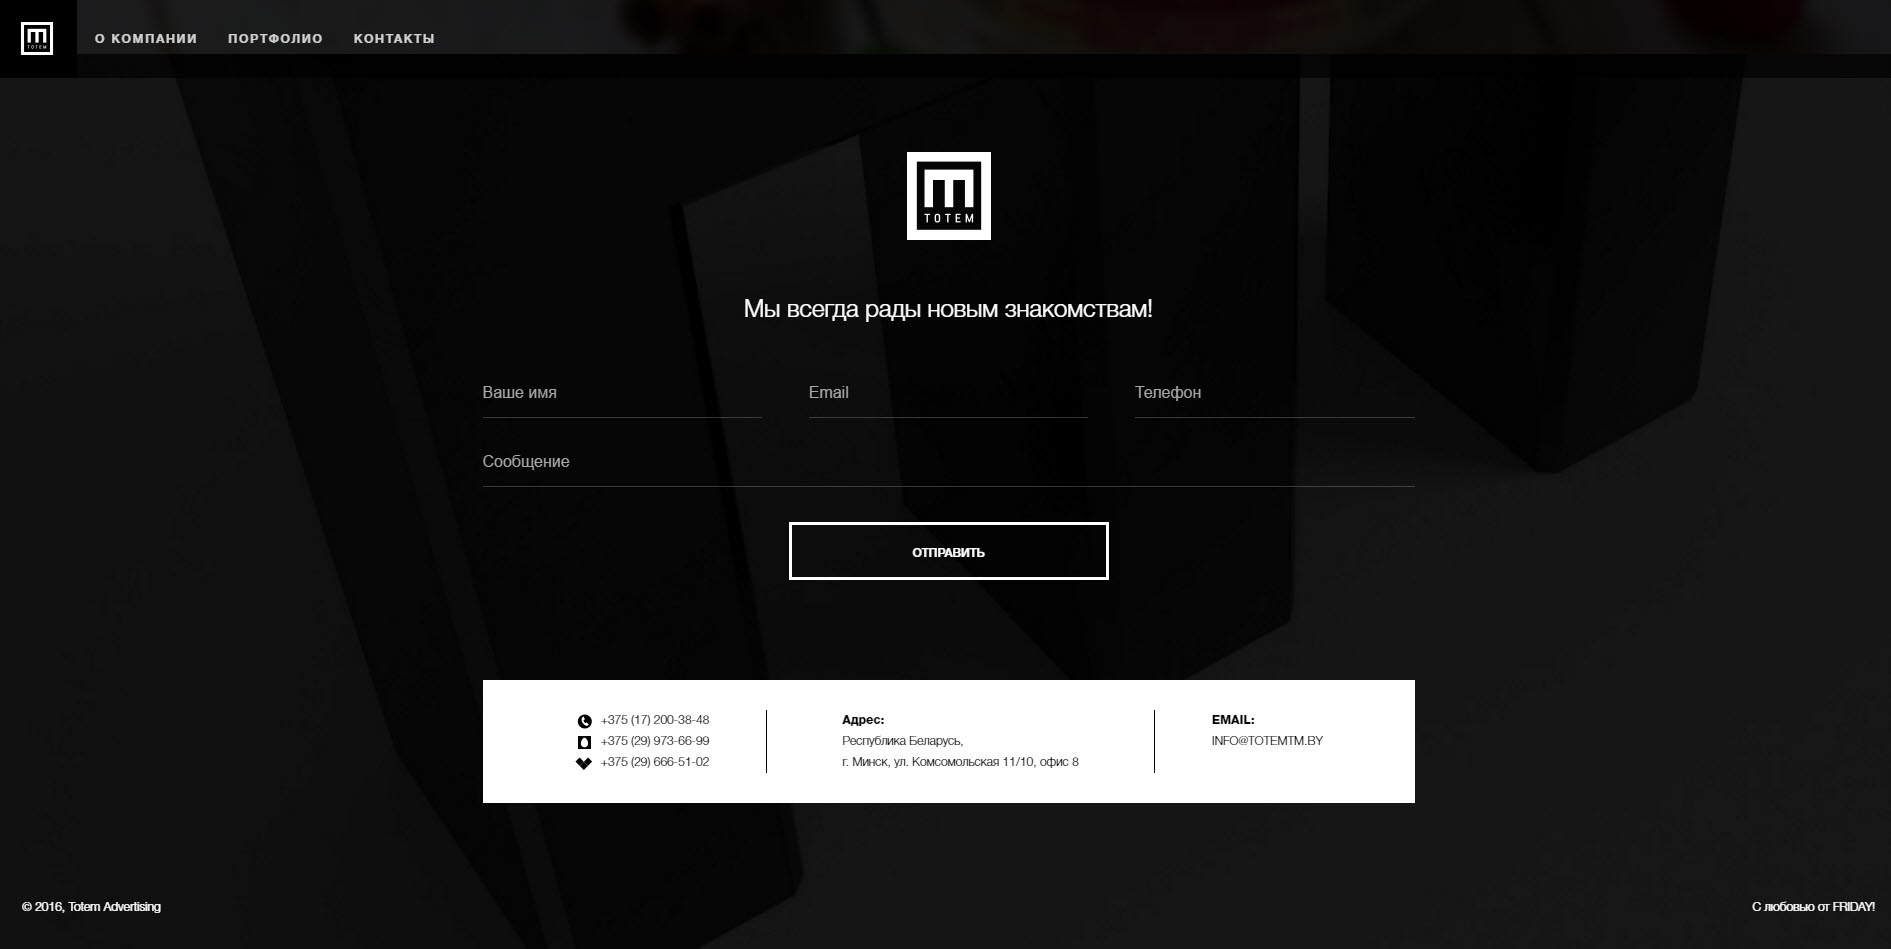 TOTEM
О КОМПАНИИ ПОРТФОЛИО КОНТАКТЫ
TOTEM
Мы всегда рады новым знакомствам!
Ваше имя Email Телефон
Сообщение
ОТПРАВИТЬ
+375 (17) 200-38-48
+375 (29) 973-66-99
+375 (29) 666-51-02
Адрес:
Республика Беларусь,
г. Минск, ул. Комсомольская 11/10, офис 8
EMAIL:
INFO@TOTEMTM.BY
© 2016, Totem Advertising
С любовью от FRIDAY!